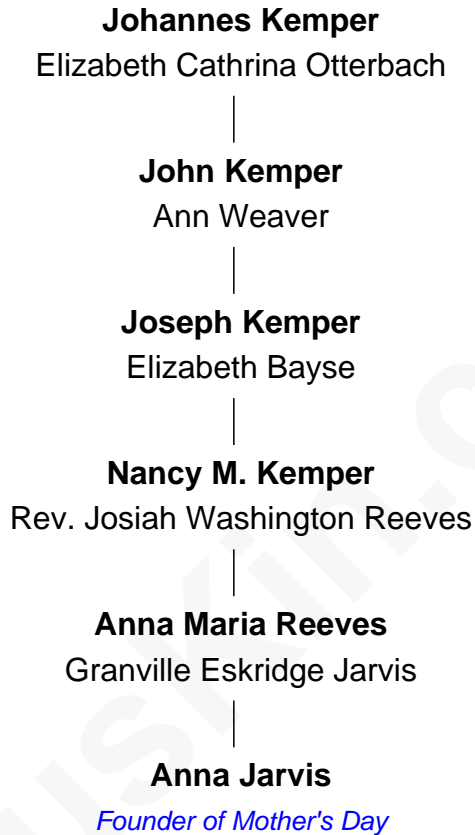 Johannes Kemper
Elizabeth Cathrina Otterbach
John Kemper
Ann Weaver
Joseph Kemper
Elizabeth Bayse
Nancy M. Kemper
Rev. Josiah Washington Reeves
Anna Maria Reeves
Granville Eskridge Jarvis
Anna Jarvis
Founder of Mother's Day